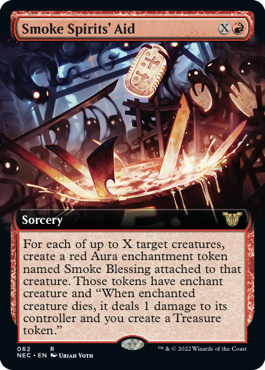 Smoke Spirits' Aid X
Sorcery
For each of up to X target creatures,
create a red Aura enchantment token
named Smoke Blessing attached to that
creature. Those tokens have enchant
creature and "When enchanted
creature dies, it deals 1 damage to its
controller and you create a Treasure
token."
062 R
NEC • EN Uriah Voth
™ & © 2022 Wizards of the Coast